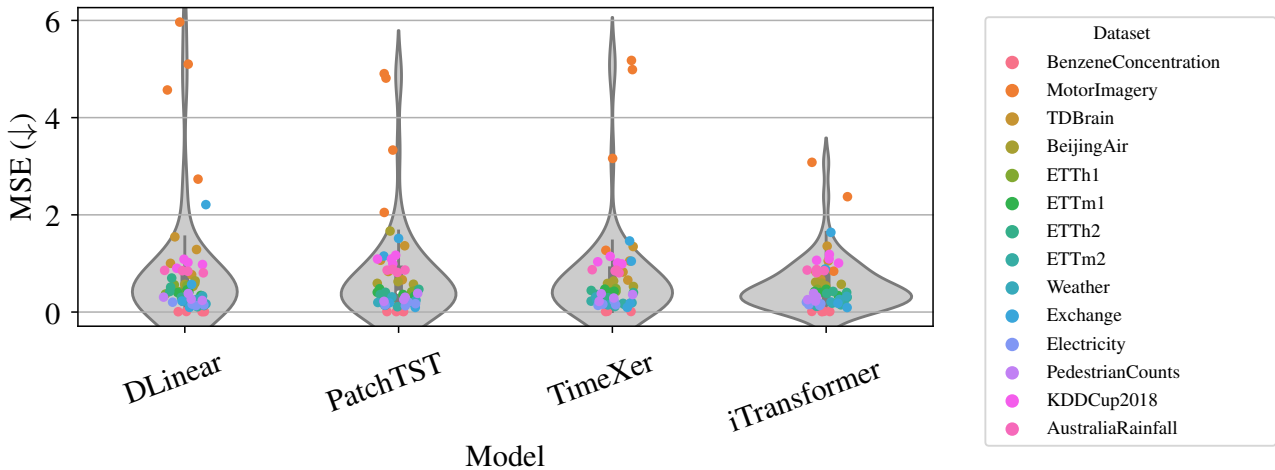 MSE (↓)
6
4
2
0
DLinear
PatchTST
TimeXer
iTransformer
Model
Dataset
BenzeneConcentration
MotorImagery
TDBrain
BeijingAir
ETTh1
ETTm1
ETTh2
ETTm2
Weather
Exchange
Electricity
PedestrianCounts
KDDCup2018
AustraliaRainfall